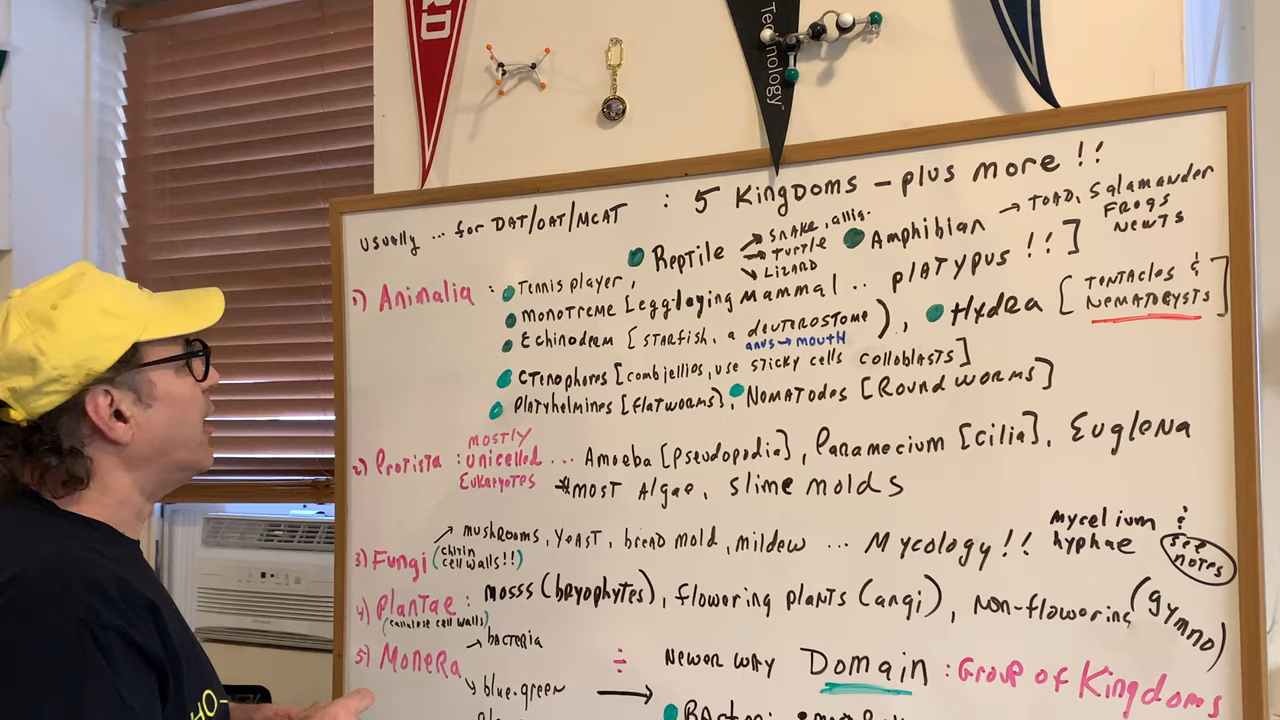 RD
Technology
usually ... for DAT/OAT/MCAT : 5 Kingdoms - plus more !!
1) Animalia : Tennis player,
Reptile → SNAKE, allig.
→ TURTLE
→ LIZARD
Amphibian → TOAD, Salamander
FROGS
NEWTS
monoTreme [egg-laying mammal .. PlATypus !!]
Echinoderm [STARfish. a deuTerosTome),
anus→mouth
Hydra [TENTACles &
NEmATOcysTs]
CTenophores [comb jellies, use sticky cells colloblasTs]
PlATyhelmines [flatworms), NEmATodes [Round worms]
2) Protista : mostly
unicelled
Eukaryotes
... Amoeba [pseudopodia], Paramecium [cilia], Euglena
*most Algae, slime molds
3) Fungi (chitin
cell walls!!)
→ mushrooms, yeast, bread mold, mildew ... Mycology!!
mycelium &
hyphae
see
notes
4) Plantae : mosss (bryophytes), flowering plants (angi), non-flowering (gymno)
(cellulose cell walls)
5) Monera → bacteria
↘ blue-green
÷ newer way Domain : Group of Kingdoms